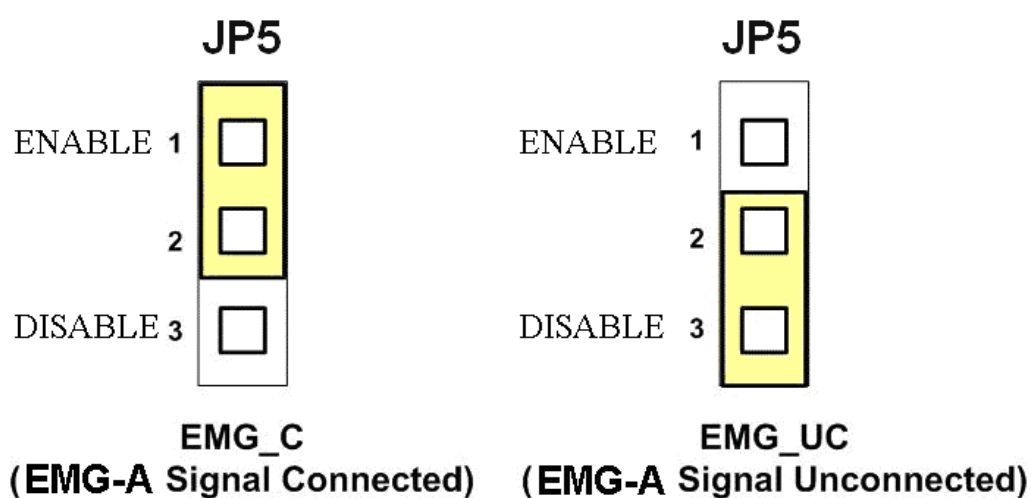 JP5
ENABLE 1
2
DISABLE 3
EMG_C
(EMG-A Signal Connected)
JP5
ENABLE 1
2
DISABLE 3
EMG_UC
(EMG-A Signal Unconnected)